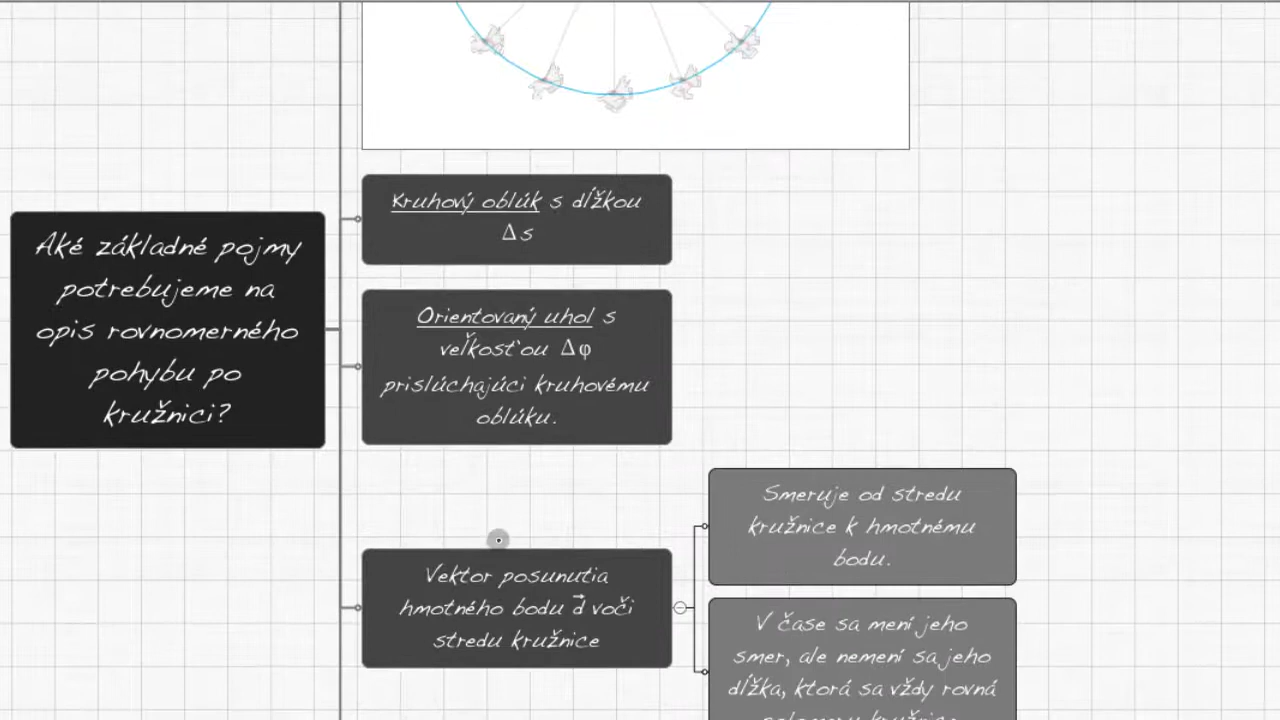 Aké základné pojmy
potrebujeme na
opis rovnomerného
pohybu po
kružnici?
Kruhový oblúk s dĺžkou
Δs
Orientovaný uhol s
veľkosťou Δφ
prislúchajúci kruhovému
oblúku.
Vektor posunutia
hmotného bodu d⃗ voči
stredu kružnice
Smeruje od stredu
kružnice k hmotnému
bodu.
V čase sa mení jeho
smer, ale nemení sa jeho
dĺžka, ktorá sa vždy rovná